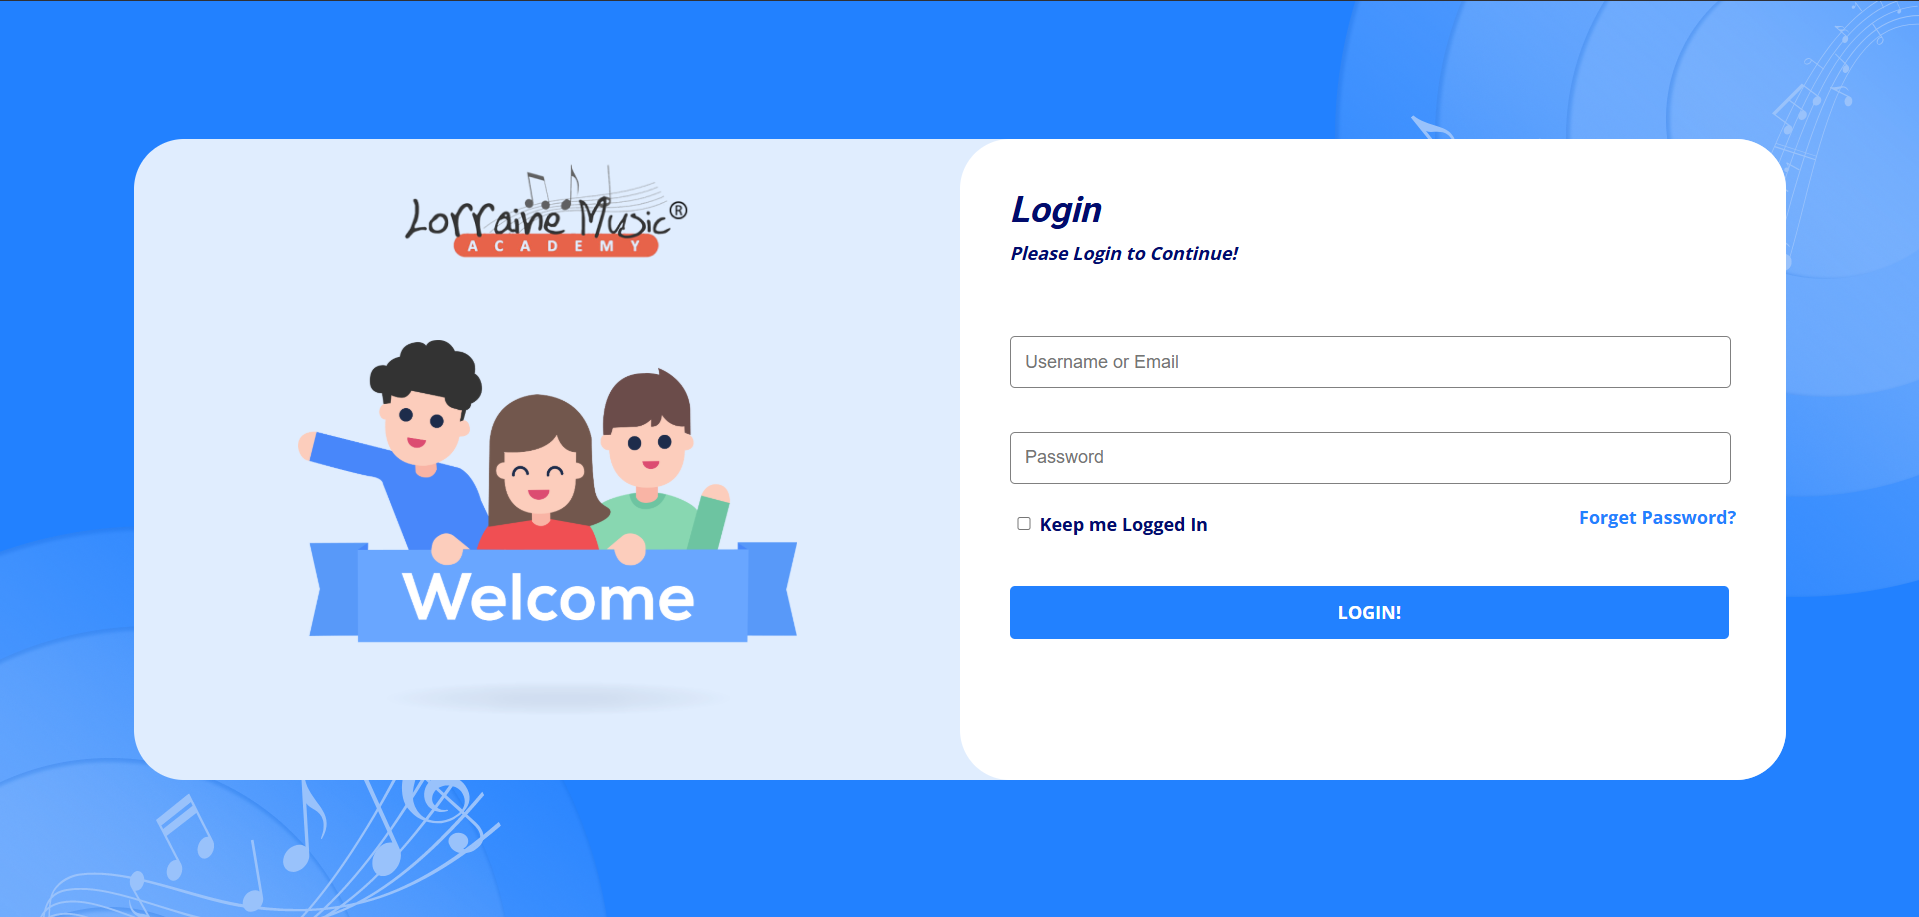 Lorraine Music®
ACADEMY
Welcome
Login
Please Login to Continue!
Username or Email
Password
Keep me Logged In
Forget Password?
LOGIN!